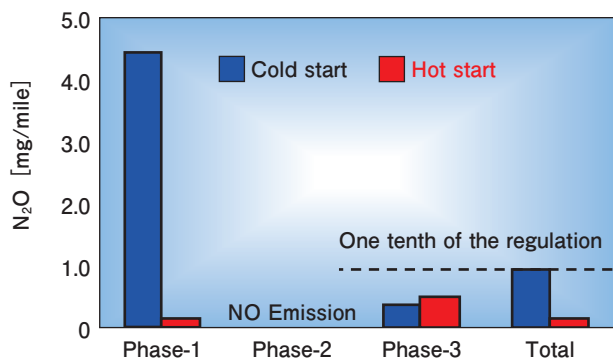 N₂O [mg/mile]
5.0
4.0
3.0
2.0
1.0
0
Cold start
Hot start
One tenth of the regulation
NO Emission
Phase-1 Phase-2 Phase-3 Total